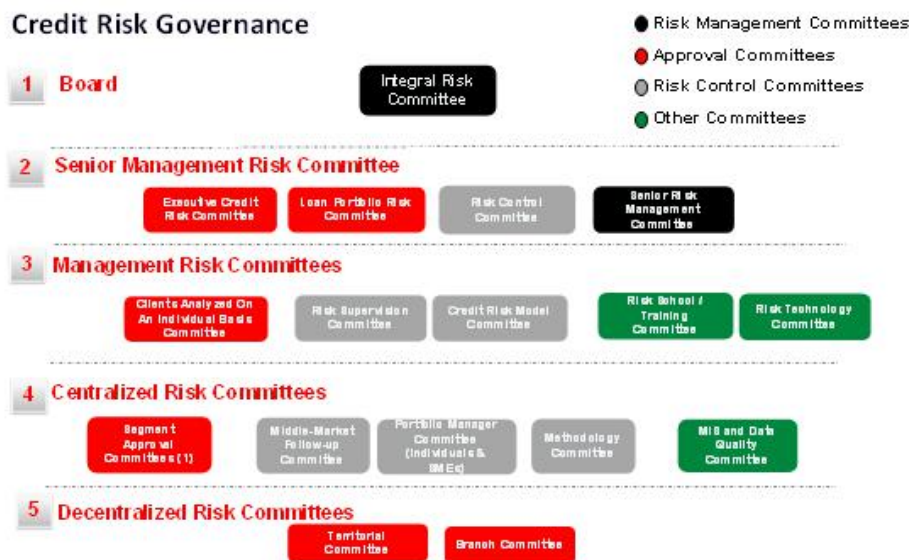 Credit Risk Governance
Risk Management Committees
Approval Committees
Risk Control Committees
Other Committees
1 Board
Integral Risk
Committee
2 Senior Management Risk Committee
Executive Credit
Risk Committee
Loan Portfolio Risk
Committee
Risk Control
Committee
Senior Risk
Management
Committee
3 Management Risk Committees
Clients Analyzed On
An Individual Basis
Committee
Risk Supervision
Committee
Credit Risk Model
Committee
Risk School /
Training
Committee
Risk Technology
Committee
4 Centralized Risk Committees
Segment
Approval
Committees (1)
Middle-Market
Follow-up
Committee
Portfolio Manager
Committee
(Individuals &
SMEs)
Methodology
Committee
MIS and Data
Quality
Committee
5 Decentralized Risk Committees
Territorial
Committee
Branch Committee